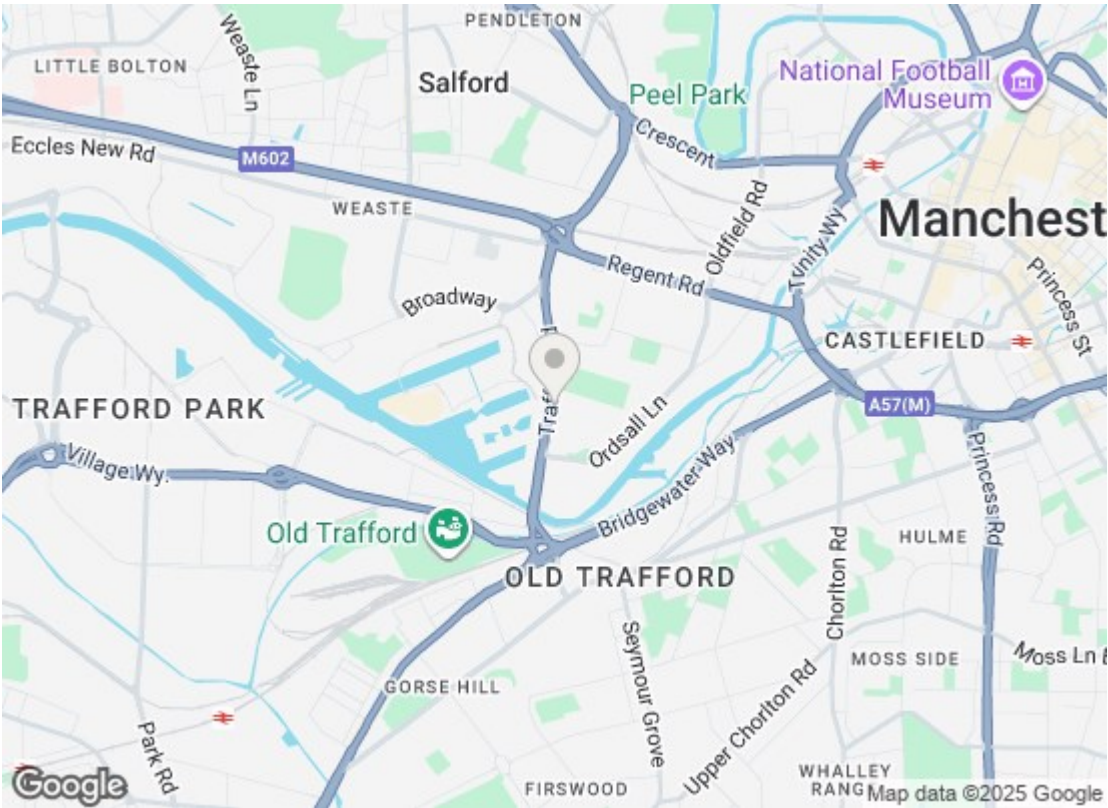 PENDLETON
LITTLE BOLTON
Weaste Ln
Salford
National Football
Museum
Peel Park
Crescent
Eccles New Rd
M602
WEASTE
Oldfield Rd
Trinity Wy
Manchest
Regent Rd
Princess St
Broadway
CASTLEFIELD
TRAFFORD PARK
Traff
Ordsall Ln
A57(M)
Village Wy.
Bridgewater Way
Princess Rd
Old Trafford
HULME
OLD TRAFFORD
Chorlton Rd
Seymour Grove
MOSS SIDE
Moss Ln E
GORSE HILL
Upper Chorlton Rd
Park Rd
WHALLEY
RANG
FIRSWOOD
Google
Map data ©2025 Google